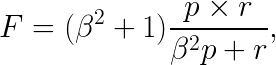 F = (β² + 1) p × r / β²p + r,